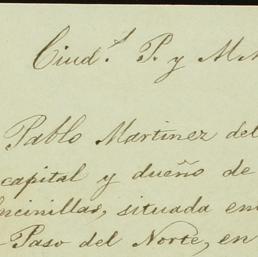 Ciud.ᵈ P. y M.
Pablo Martinez del
capital y dueño de
Encinillas, situada en
Paso del Norte, en